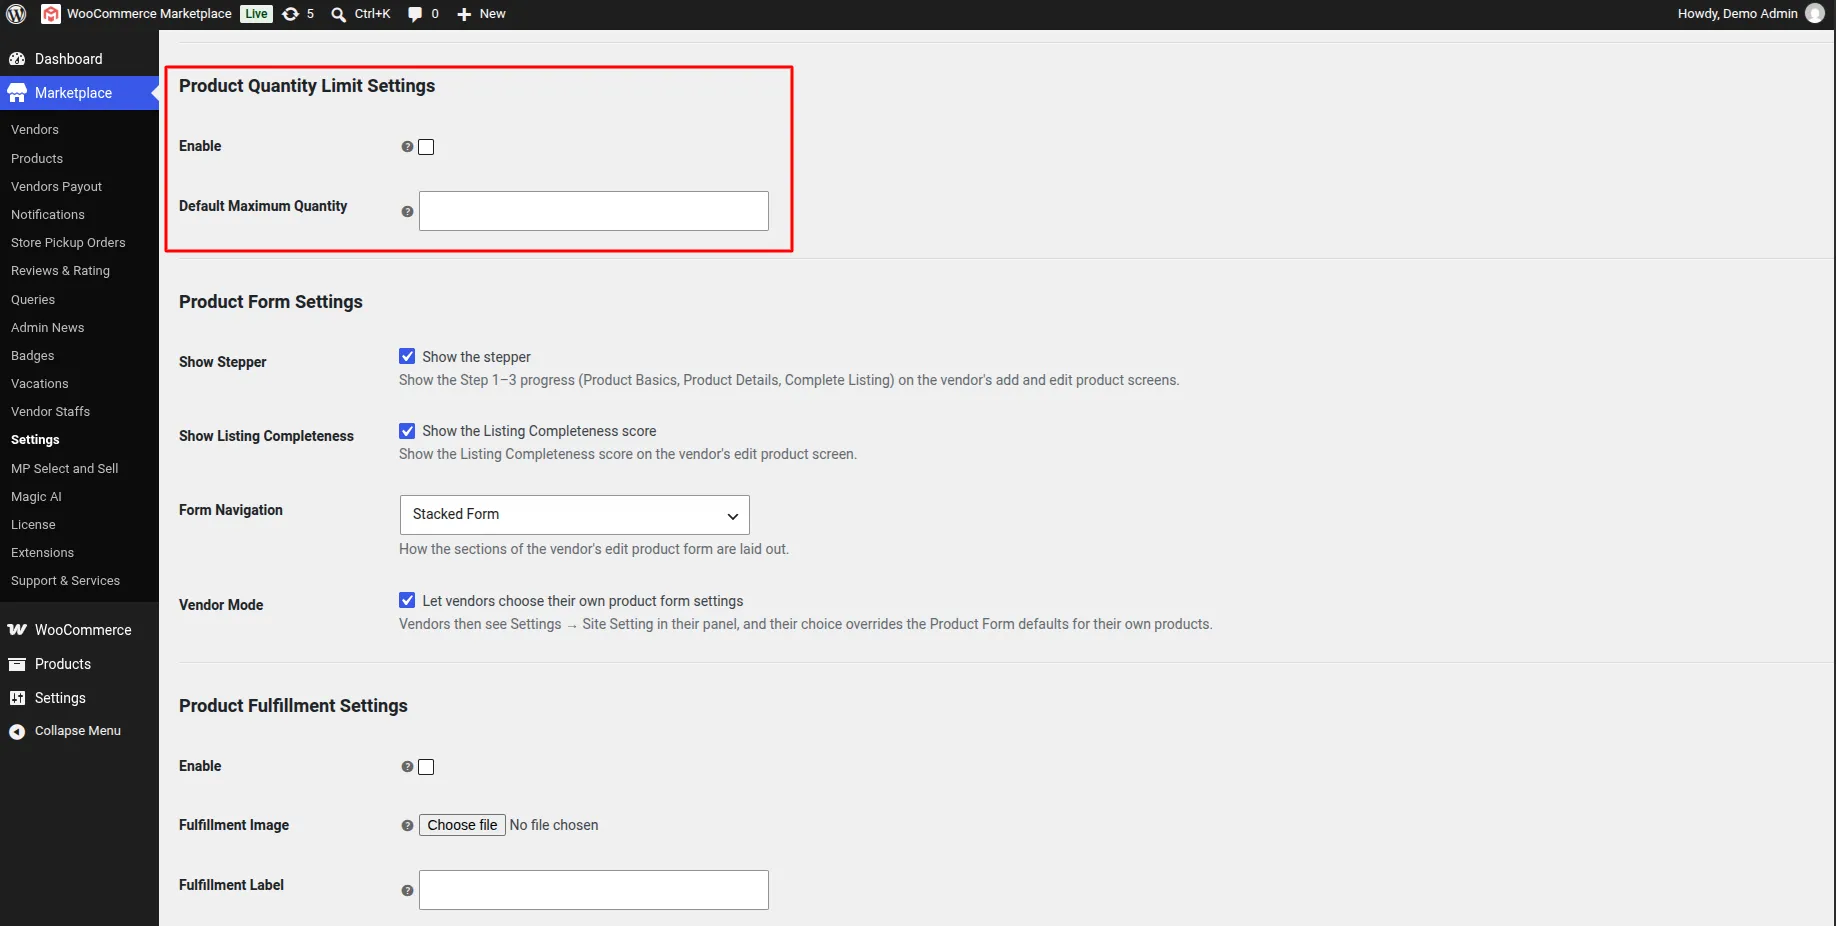 WooCommerce Marketplace Live 5 Ctrl+K 0 New Howdy, Demo Admin
Dashboard
Marketplace
Vendors
Products
Vendors Payout
Notifications
Store Pickup Orders
Reviews & Rating
Queries
Admin News
Badges
Vacations
Vendor Staffs
Settings
MP Select and Sell
Magic AI
License
Extensions
Support & Services
WooCommerce
Products
Settings
Collapse Menu
Product Quantity Limit Settings
Enable
Default Maximum Quantity
Product Form Settings
Show Stepper
Show the stepper
Show the Step 1–3 progress (Product Basics, Product Details, Complete Listing) on the vendor's add and edit product screens.
Show Listing Completeness
Show the Listing Completeness score
Show the Listing Completeness score on the vendor's edit product screen.
Form Navigation
Stacked Form
How the sections of the vendor's edit product form are laid out.
Vendor Mode
Let vendors choose their own product form settings
Vendors then see Settings → Site Setting in their panel, and their choice overrides the Product Form defaults for their own products.
Product Fulfillment Settings
Enable
Fulfillment Image
Choose file No file chosen
Fulfillment Label